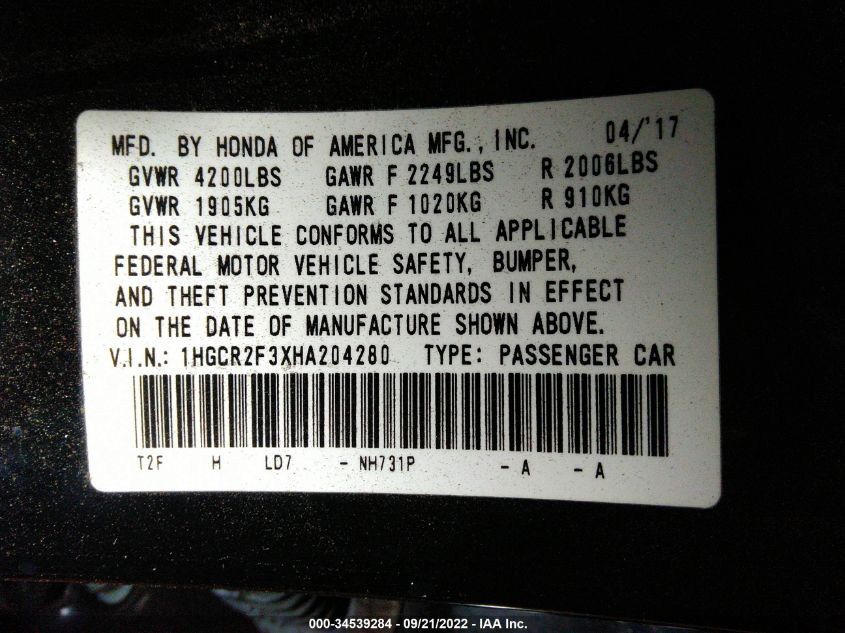 MFD. BY HONDA OF AMERICA MFG., INC. 04/'17
GVWR 4200LBS GAWR F 2249LBS R 2006LBS
GVWR 1905KG GAWR F 1020KG R 910KG
THIS VEHICLE CONFORMS TO ALL APPLICABLE
FEDERAL MOTOR VEHICLE SAFETY, BUMPER,
AND THEFT PREVENTION STANDARDS IN EFFECT
ON THE DATE OF MANUFACTURE SHOWN ABOVE.
V.I.N.: 1HGCR2F3XHA204280 TYPE: PASSENGER CAR
T2F H LD7 - NH731P - A - A
000-34539284 - 09/21/2022 - IAA Inc.